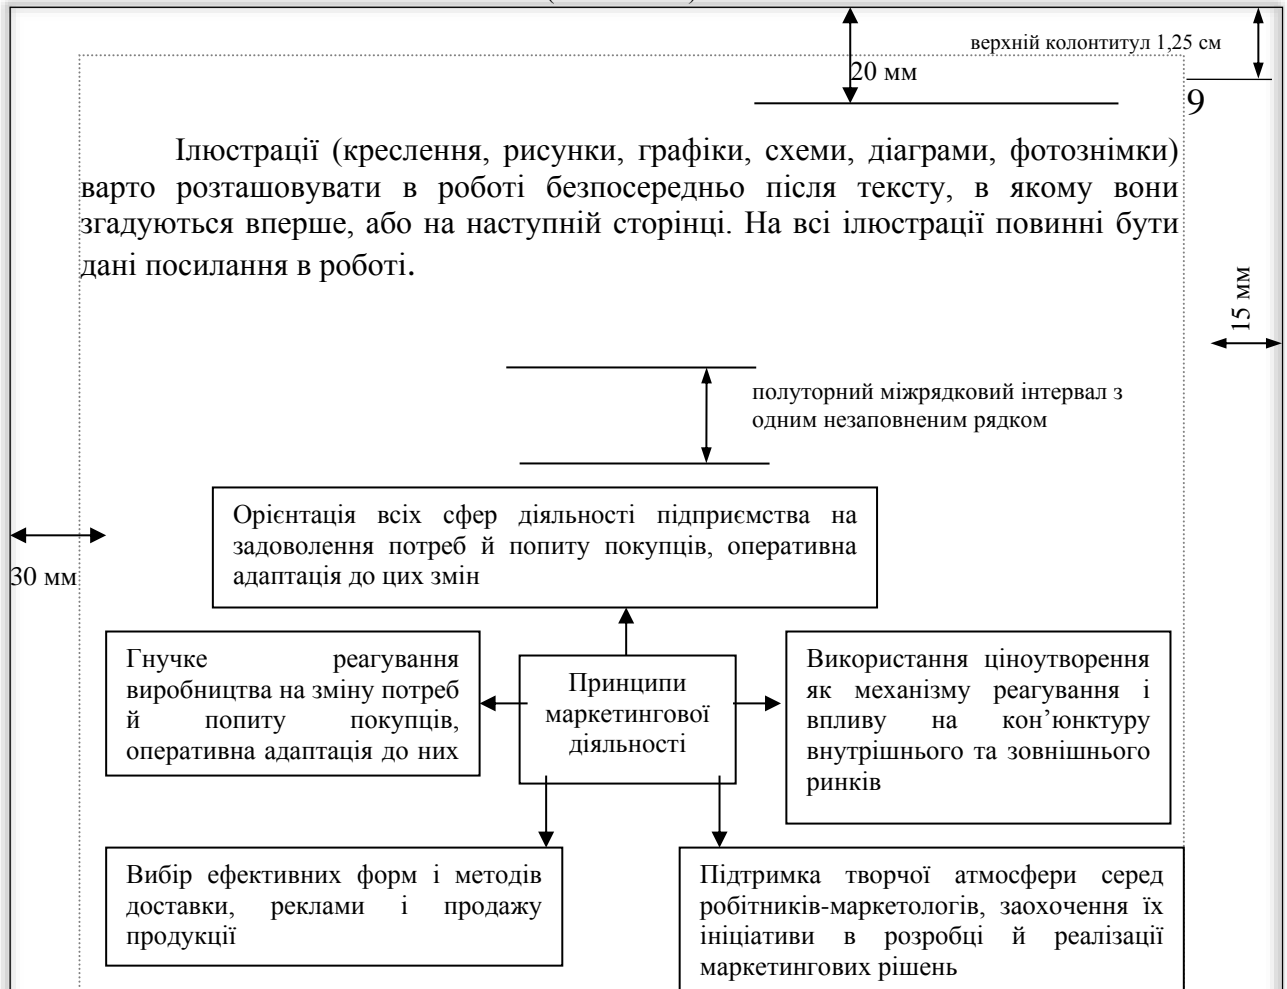 верхній колонтитул 1,25 см
20 мм
9
Ілюстрації (креслення, рисунки, графіки, схеми, діаграми, фотознімки)
варто розташовувати в роботі безпосередньо після тексту, в якому вони
згадуються вперше, або на наступній сторінці. На всі ілюстрації повинні бути
дані посилання в роботі.
15 мм
полуторний міжрядковий інтервал з
одним незаповненим рядком
Орієнтація всіх сфер діяльності підприємства на
задоволення потреб й попиту покупців, оперативна
адаптація до цих змін
30 мм
Гнучке реагування
виробництва на зміну потреб
й попиту покупців,
оперативна адаптація до них
Принципи
маркетингової
діяльності
Використання ціноутворення
як механізму реагування і
впливу на кон’юнктуру
внутрішнього та зовнішнього
ринків
Вибір ефективних форм і методів
доставки, реклами і продажу
продукції
Підтримка творчої атмосфери серед
робітників-маркетологів, заохочення їх
ініціативи в розробці й реалізації
маркетингових рішень